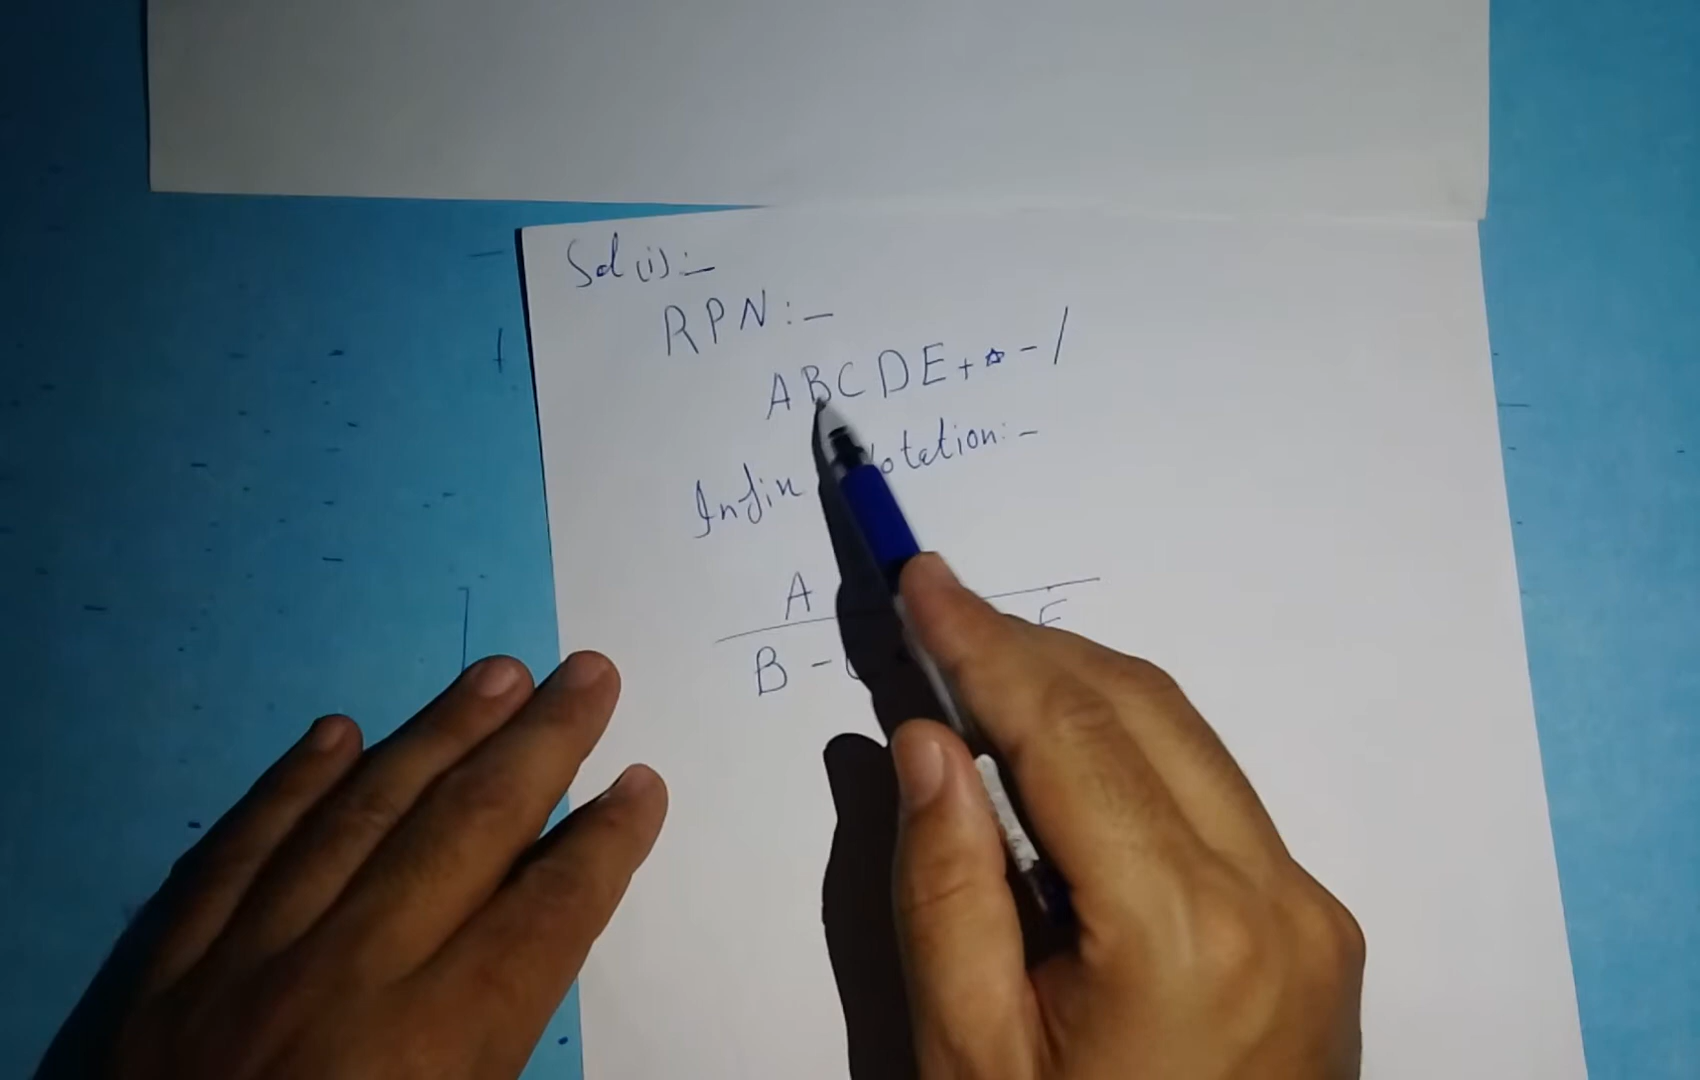 Sol (i) :-
RPN :-
ABCDE + * - /
Infix :-
A
B -